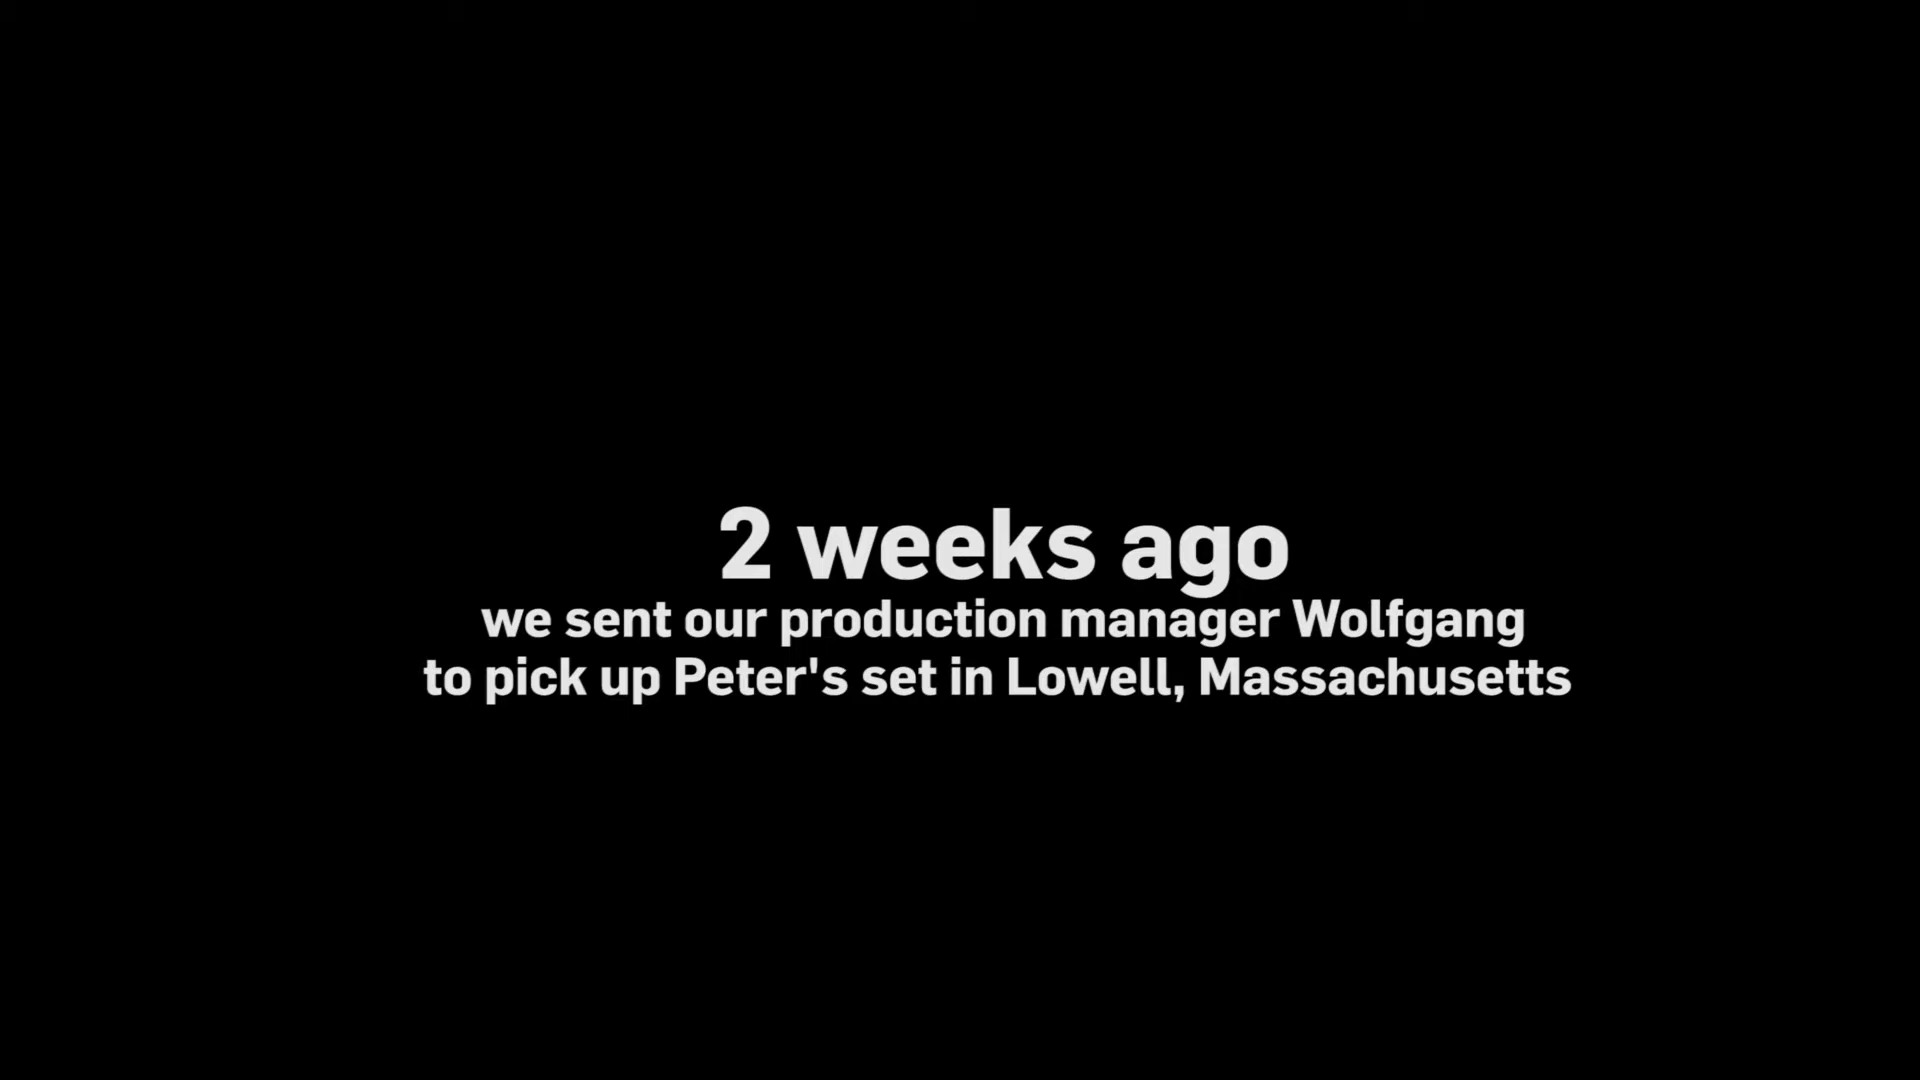 2 weeks ago
we sent our production manager Wolfgang
to pick up Peter's set in Lowell, Massachusetts